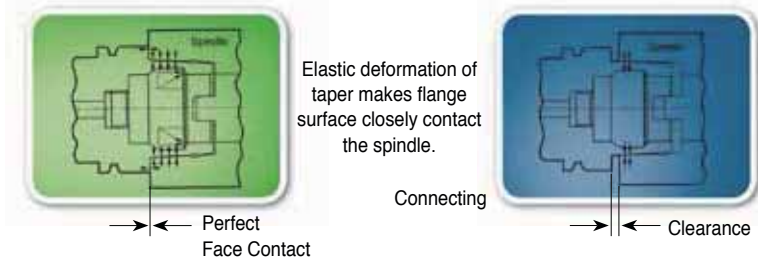 Spindle
Elastic deformation of
taper makes flange
surface closely contact
the spindle.
Connecting
Perfect
Face Contact
Clearance